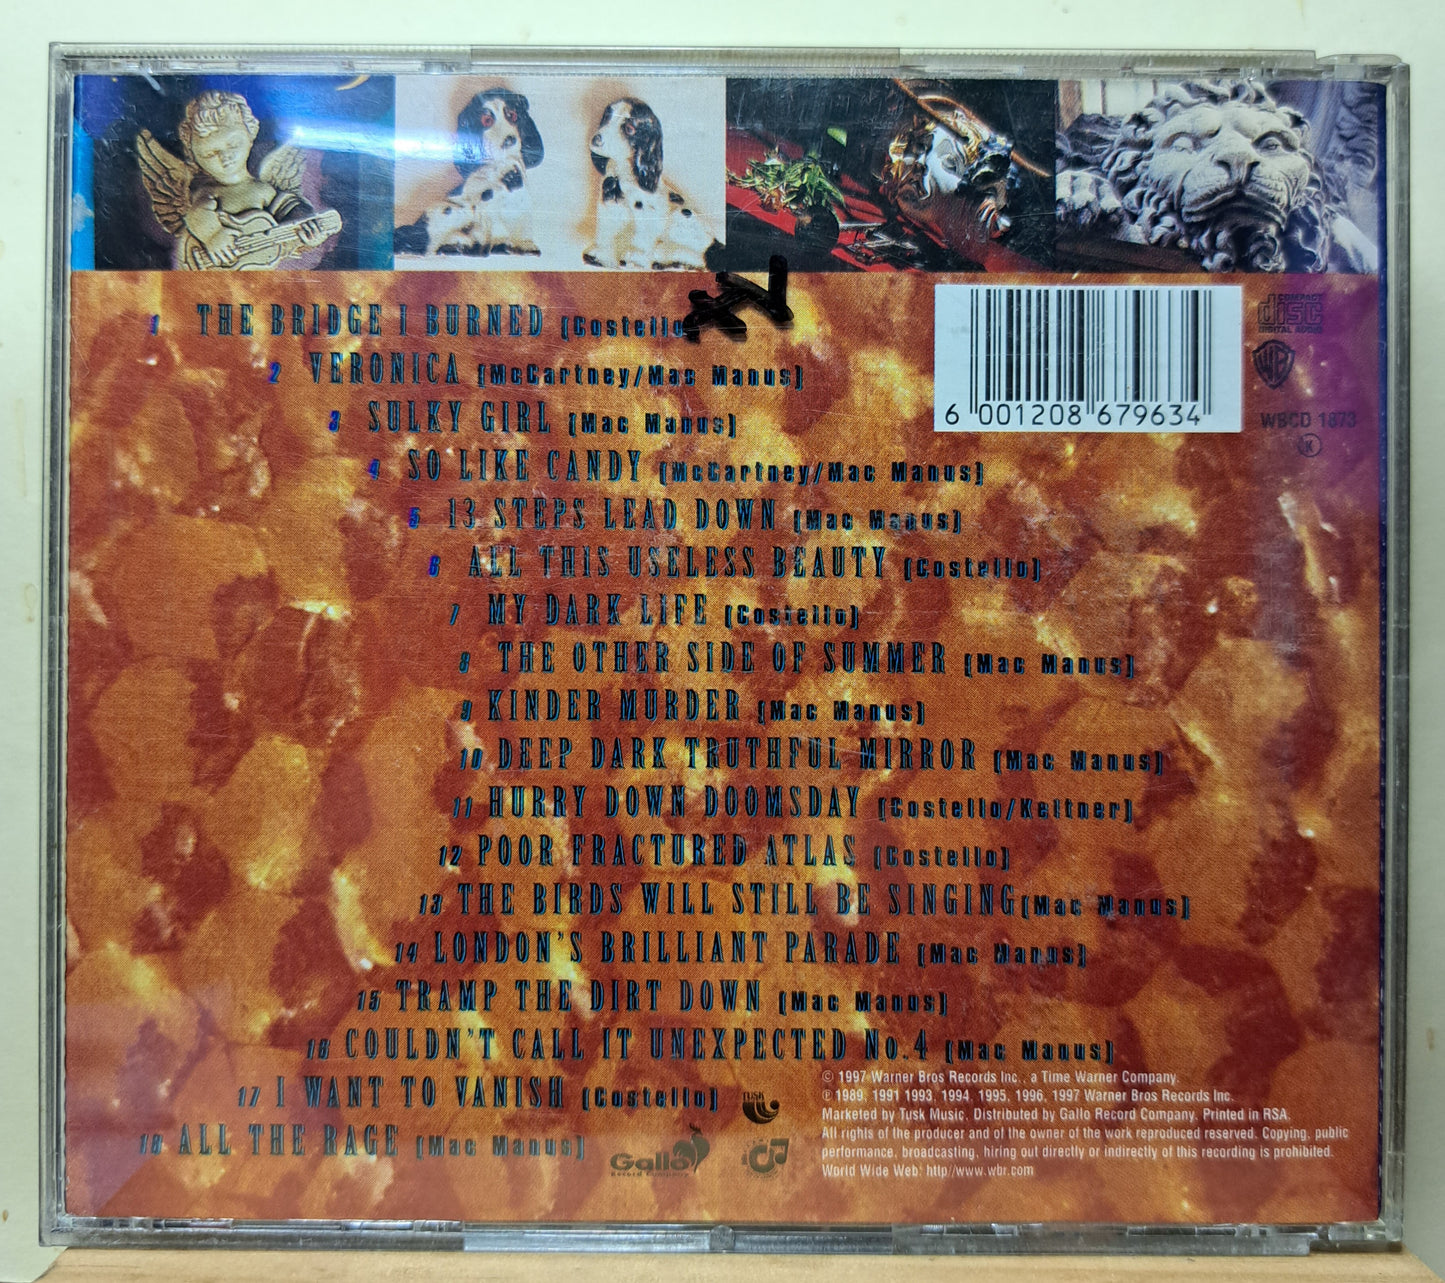 1 THE BRIDGE I BURNED [Costello
2 VERONICA [McCartney/Mac Manus]
3 SULKY GIRL [Mac Manus]
4 SO LIKE CANDY [McCartney/Mac Manus]
5 13 STEPS LEAD DOWN [Mac Manus]
6 ALL THIS USELESS BEAUTY [Costello]
7 MY DARK LIFE [Costello]
8 THE OTHER SIDE OF SUMMER [Mac Manus]
9 KINDER MURDER [Mac Manus]
10 DEEP DARK TRUTHFUL MIRROR [Mac Manus]
11 HURRY DOWN DOOMSDAY [Costello/Keltner]
12 POOR FRACTURED ATLAS [Costello]
13 THE BIRDS WILL STILL BE SINGING [Mac Manus]
14 LONDON'S BRILLIANT PARADE [Mac Manus]
15 TRAMP THE DIRT DOWN [Mac Manus]
16 COULDN'T CALL IT UNEXPECTED No.4 [Mac Manus]
17 I WANT TO VANISH [Costello]
18 ALL THE RAGE [Mac Manus]
6 001208 679634
COMPACT
disc
DIGITAL AUDIO
WB
WBCD 1873
K
TUSK
Gallo
Record Company
© 1997 Warner Bros Records Inc., a Time Warner Company.
℗ 1989, 1991 1993, 1994, 1995, 1996, 1997 Warner Bros Records Inc.
Marketed by Tusk Music. Distributed by Gallo Record Company. Printed in RSA.
All rights of the producer and of the owner of the work reproduced reserved. Copying, public
performance, broadcasting, hiring out directly or indirectly of this recording is prohibited.
World Wide Web: http//www.wbr.com